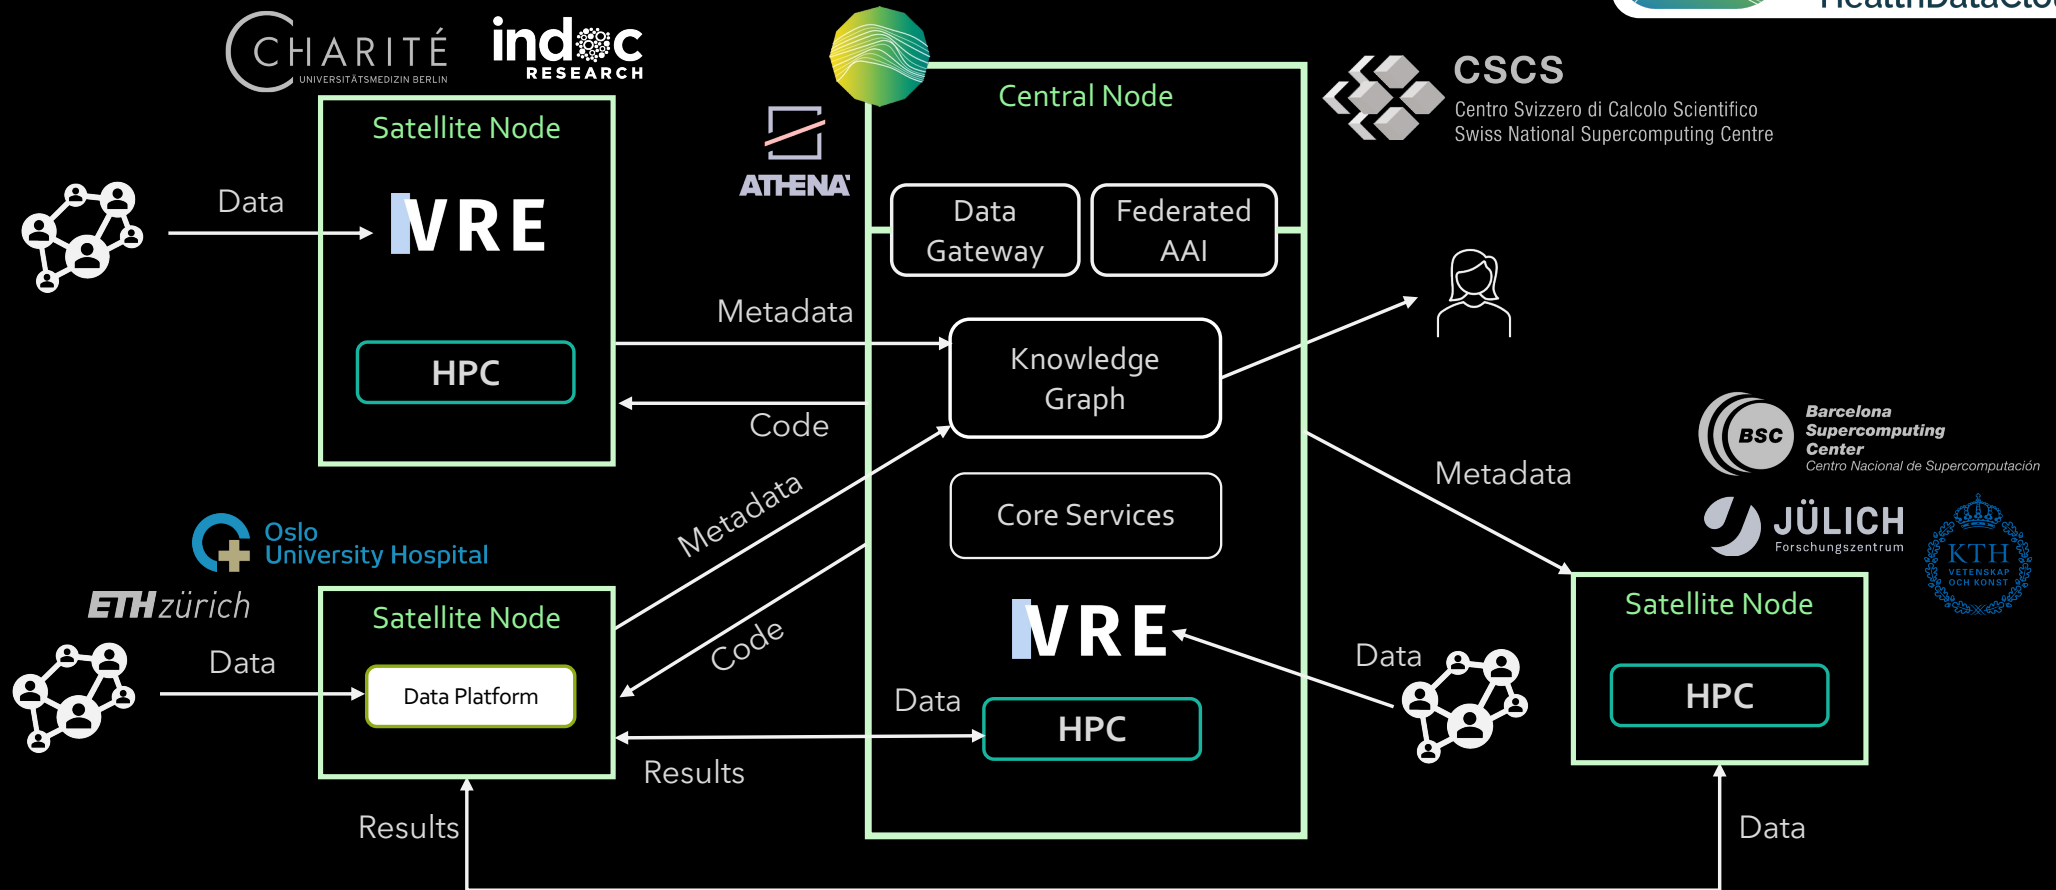 HealthDataClou
CHARITÉ
UNIVERSITÄTSMEDIZIN BERLIN
indoc
RESEARCH
Satellite Node
Data
VRE
HPC
ATHENA
Central Node
Data
Gateway
Federated
AAI
CSCS
Centro Svizzero di Calcolo Scientifico
Swiss National Supercomputing Centre
Metadata
Knowledge
Graph
Code
Metadata
Code
Core Services
VRE
Data
HPC
Results
Oslo
University Hospital
ETH zürich
Satellite Node
Data
Data Platform
Results
Data
Metadata
BSC
Barcelona
Supercomputing
Center
Centro Nacional de Supercomputación
JÜLICH
Forschungszentrum
KTH
VETENSKAP
OCH KONST
Satellite Node
HPC
Data